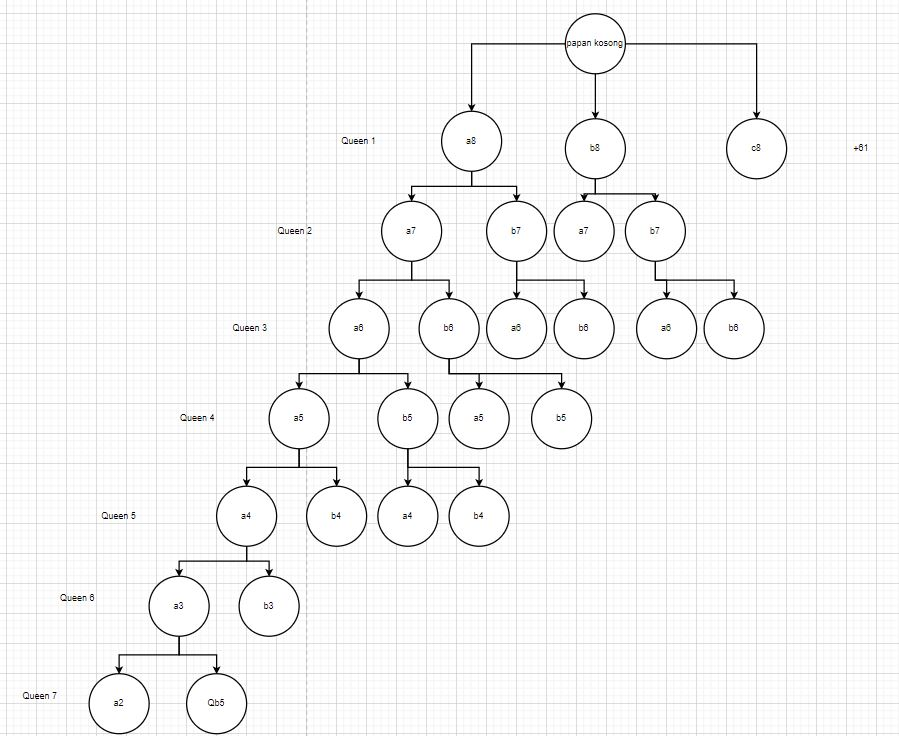 papan kosong
Queen 1
a8
b8
c8
+61
Queen 2
a7
b7
a7
b7
Queen 3
a6
b6
a6
b6
a6
b6
Queen 4
a5
b5
a5
b5
Queen 5
a4
b4
a4
b4
Queen 6
a3
b3
Queen 7
a2
Qb5